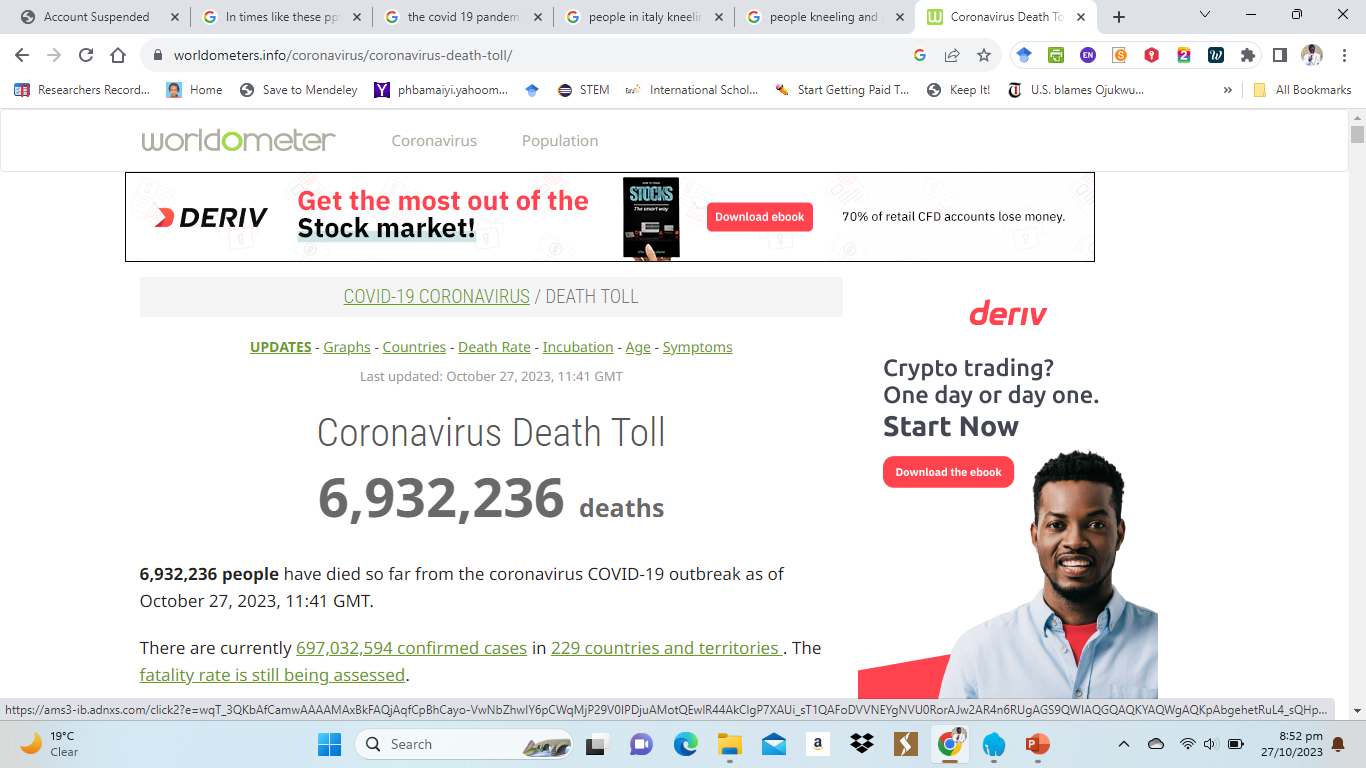 Account Suspended
In times like these pp
the covid 19 pandem
people in italy kneelin
people kneeling and
Coronavirus Death To
worldometers.info/coronavirus/coronavirus-death-toll/
Researchers Record...
Home
Save to Mendeley
phbamaiyi.yahoom...
STEM
International Schol...
Start Getting Paid T...
Keep It!
U.S. blames Ojukwu...
»
All Bookmarks
worldometer
Coronavirus
Population
DERIV
Get the most out of the
Stock market!
STOCKS
Download ebook
70% of retail CFD accounts lose money.
COVID-19 CORONAVIRUS / DEATH TOLL
UPDATES - Graphs - Countries - Death Rate - Incubation - Age - Symptoms
Last updated: October 27, 2023, 11:41 GMT
Coronavirus Death Toll
6,932,236 deaths
6,932,236 people have died so far from the coronavirus COVID-19 outbreak as of
October 27, 2023, 11:41 GMT.
There are currently 697,032,594 confirmed cases in 229 countries and territories . The
fatality rate is still being assessed.
deriv
Crypto trading?
One day or day one.
Start Now
Download the ebook
19°C
Clear
Search
8:52 pm
27/10/2023